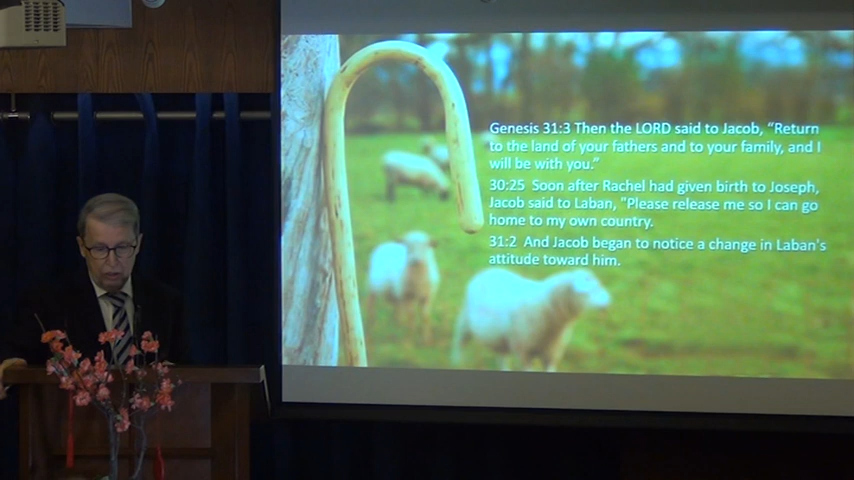 Genesis 31:3 Then the LORD said to Jacob, “Return
to the land of your fathers and to your family, and I
will be with you.”
30:25  Soon after Rachel had given birth to Joseph,
Jacob said to Laban, "Please release me so I can go
home to my own country.
31:2  And Jacob began to notice a change in Laban's
attitude toward him.